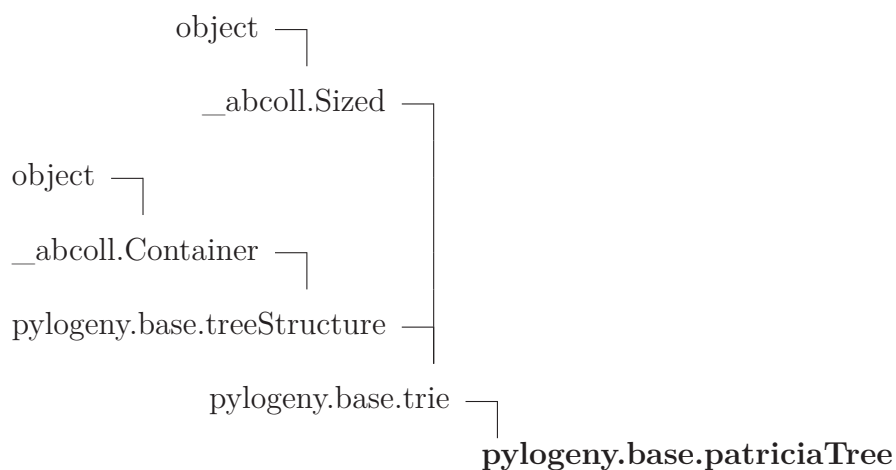 object
_abcoll.Sized
object
_abcoll.Container
pylogeny.base.treeStructure
pylogeny.base.trie
pylogeny.base.patriciaTree